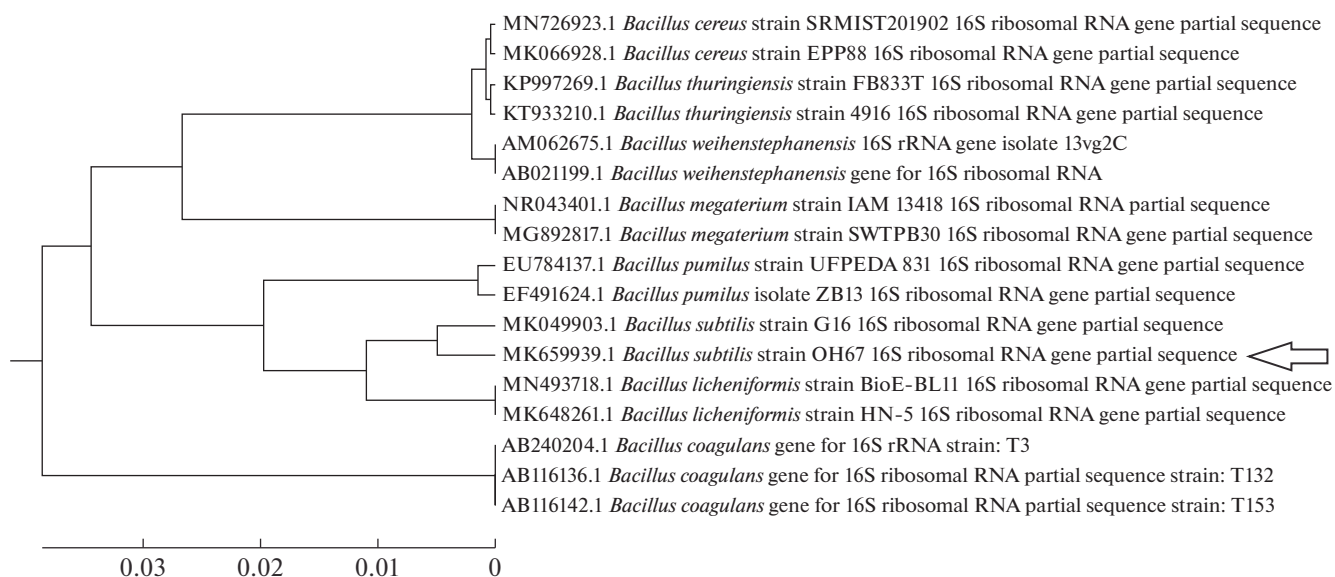 MN726923.1 Bacillus cereus strain SRMIST201902 16S ribosomal RNA gene partial sequence
MK066928.1 Bacillus cereus strain EPP88 16S ribosomal RNA gene partial sequence
KP997269.1 Bacillus thuringiensis strain FB833T 16S ribosomal RNA gene partial sequence
KT933210.1 Bacillus thuringiensis strain 4916 16S ribosomal RNA gene partial sequence
AM062675.1 Bacillus weihenstephanensis 16S rRNA gene isolate 13vg2C
AB021199.1 Bacillus weihenstephanensis gene for 16S ribosomal RNA
NR043401.1 Bacillus megaterium strain IAM 13418 16S ribosomal RNA partial sequence
MG892817.1 Bacillus megaterium strain SWTPB30 16S ribosomal RNA gene partial sequence
EU784137.1 Bacillus pumilus strain UFPEDA 831 16S ribosomal RNA gene partial sequence
EF491624.1 Bacillus pumilus isolate ZB13 16S ribosomal RNA gene partial sequence
MK049903.1 Bacillus subtilis strain G16 16S ribosomal RNA gene partial sequence
MK659939.1 Bacillus subtilis strain OH67 16S ribosomal RNA gene partial sequence
MN493718.1 Bacillus licheniformis strain BioE-BL11 16S ribosomal RNA gene partial sequence
MK648261.1 Bacillus licheniformis strain HN-5 16S ribosomal RNA gene partial sequence
AB240204.1 Bacillus coagulans gene for 16S rRNA strain: T3
AB116136.1 Bacillus coagulans gene for 16S ribosomal RNA partial sequence strain: T132
AB116142.1 Bacillus coagulans gene for 16S ribosomal RNA partial sequence strain: T153
0.03 0.02 0.01 0